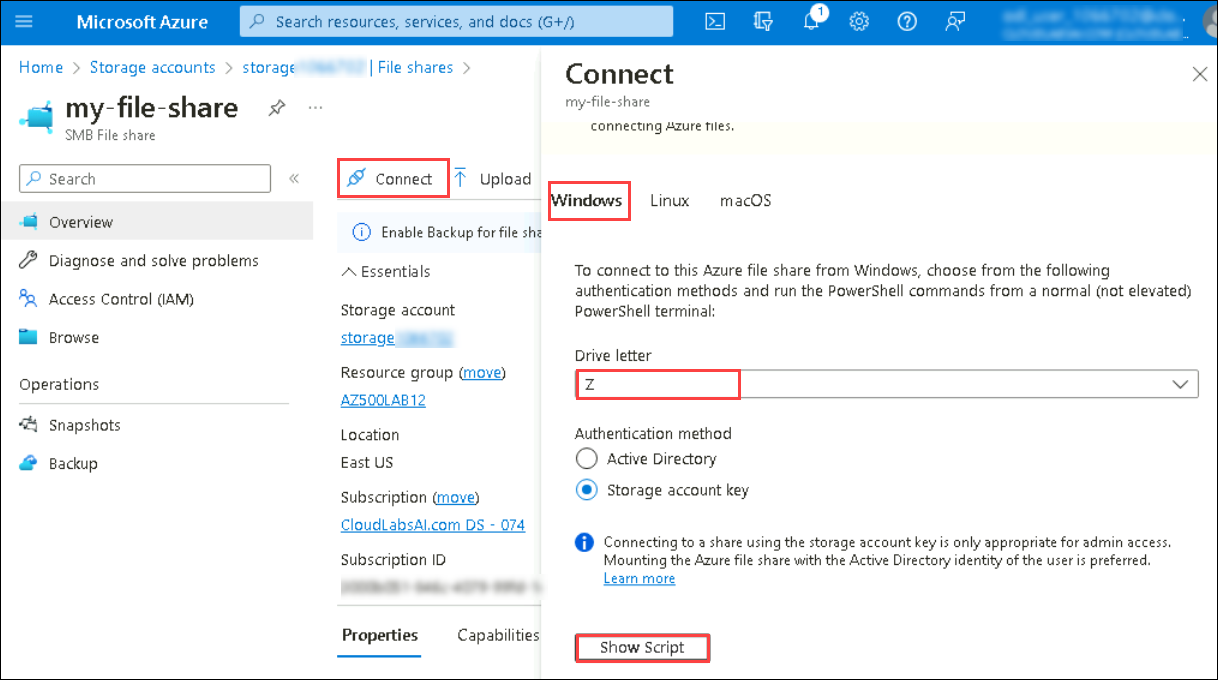 Microsoft Azure
Search resources, services, and docs (G+/)
1
Home > Storage accounts > storage | File shares >
my-file-share
SMB File share
Search
Overview
Diagnose and solve problems
Access Control (IAM)
Browse
Operations
Snapshots
Backup
Connect
Upload
Enable Backup for file sha
Essentials
Storage account
storage
Resource group (move)
AZ500LAB12
Location
East US
Subscription (move)
CloudLabsAI.com DS - 074
Subscription ID
Properties
Capabilities
Connect
my-file-share
connecting Azure files.
Windows
Linux
macOS
To connect to this Azure file share from Windows, choose from the following
authentication methods and run the PowerShell commands from a normal (not elevated)
PowerShell terminal:
Drive letter
Z
Authentication method
Active Directory
Storage account key
Connecting to a share using the storage account key is only appropriate for admin access.
Mounting the Azure file share with the Active Directory identity of the user is preferred.
Learn more
Show Script